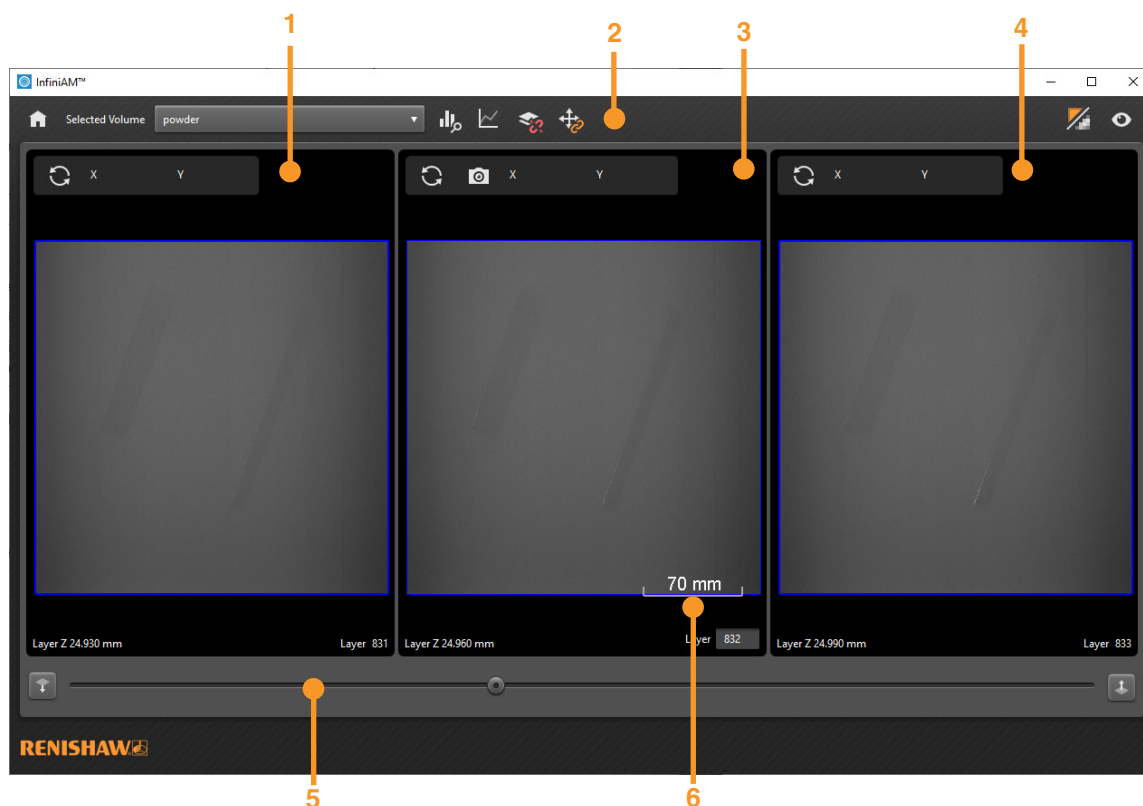 1
2
3
4
InfiniAM™
Selected Volume powder
X Y
X Y
X Y
70 mm
Layer Z 24.930 mm Layer 831
Layer Z 24.960 mm Layer 832
Layer Z 24.990 mm Layer 833
RENISHAW
5
6